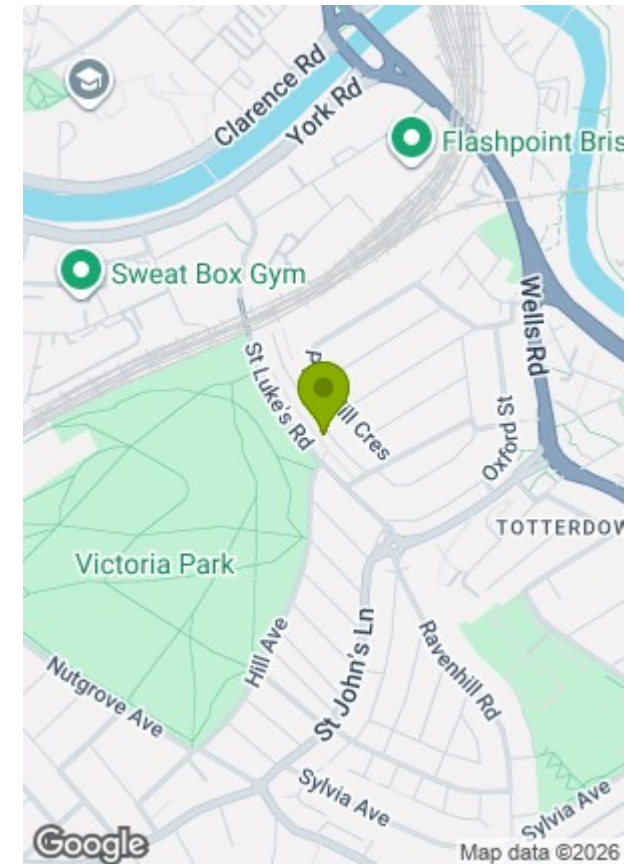 Clarence Rd
York Rd
Flashpoint Bris
Sweat Box Gym
Wells Rd
St Luke's Rd
ill Cres
Oxford St
TOTTERDOW
Victoria Park
Hill Ave
St John's Ln
Ravenhill Rd
Nutgrove Ave
Sylvia Ave
Sylvia Ave
Google
Map data ©2026